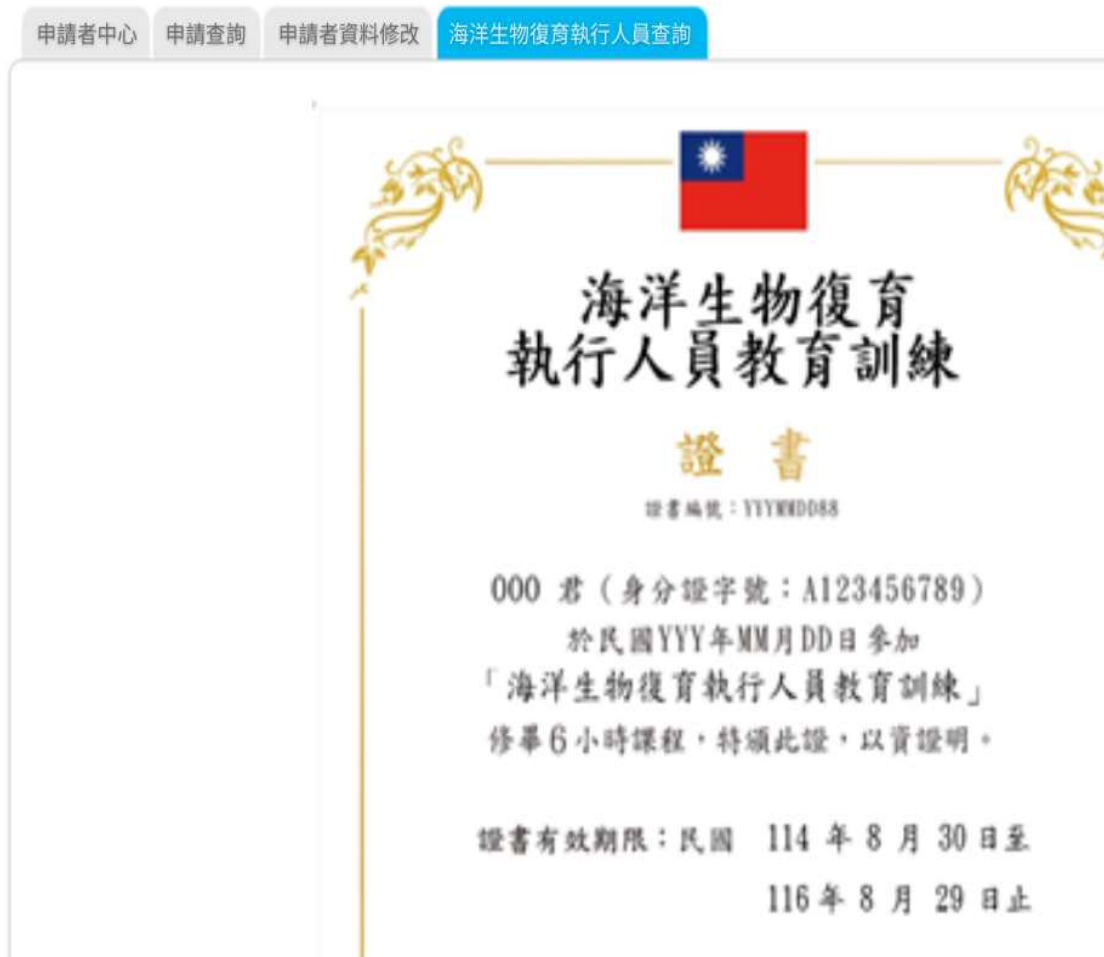 申請者中心
申請查詢
申請者資料修改
海洋生物復育執行人員查詢
海洋生物復育
執行人員教育訓練
證 書
證書編號：YYYMMDD88
000 君（身分證字號：A123456789）
於民國YYY年MM月DD日參加
「海洋生物復育執行人員教育訓練」
修畢6小時課程，特頒此證，以資證明。
證書有效期限：民國 114 年 8 月 30 日至
116 年 8 月 29 日止